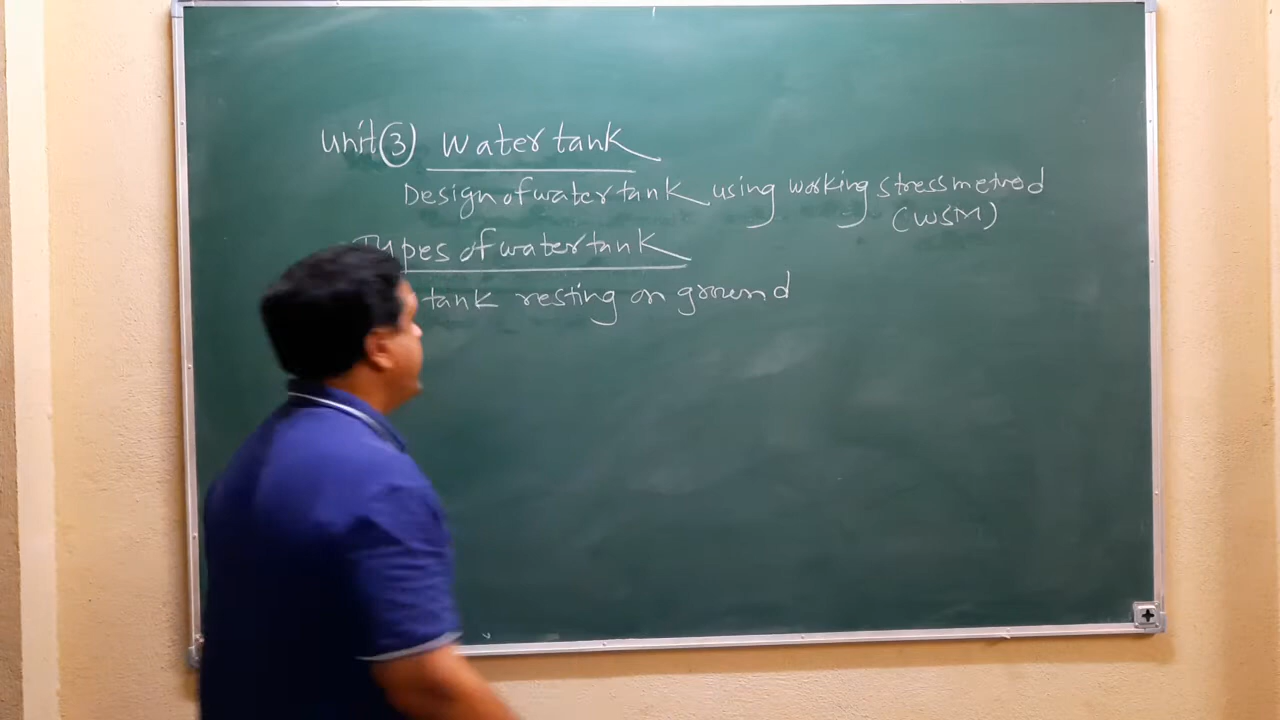 Unit ③ Water tank
Design of water tank using working stress method
(WSM)
Types of water tank
tank resting on ground